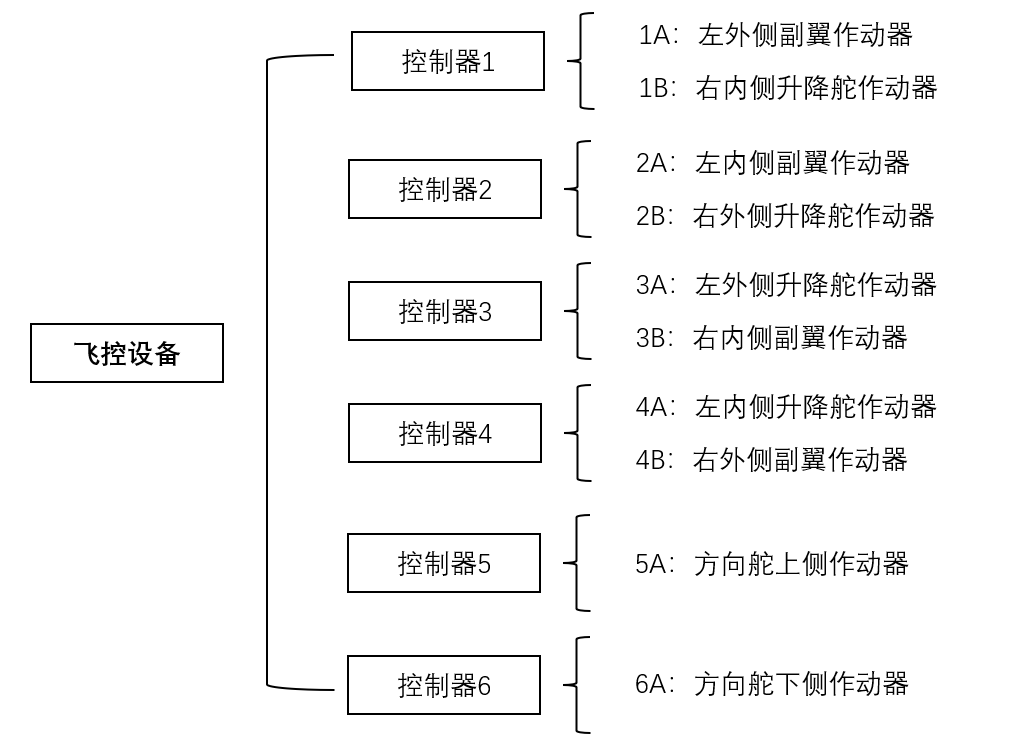 飞控设备
控制器1
1A：左外侧副翼作动器
1B：右内侧升降舵作动器
控制器2
2A：左内侧副翼作动器
2B：右外侧升降舵作动器
控制器3
3A：左外侧升降舵作动器
3B：右内侧副翼作动器
控制器4
4A：左内侧升降舵作动器
4B：右外侧副翼作动器
控制器5
5A：方向舵上侧作动器
控制器6
6A：方向舵下侧作动器